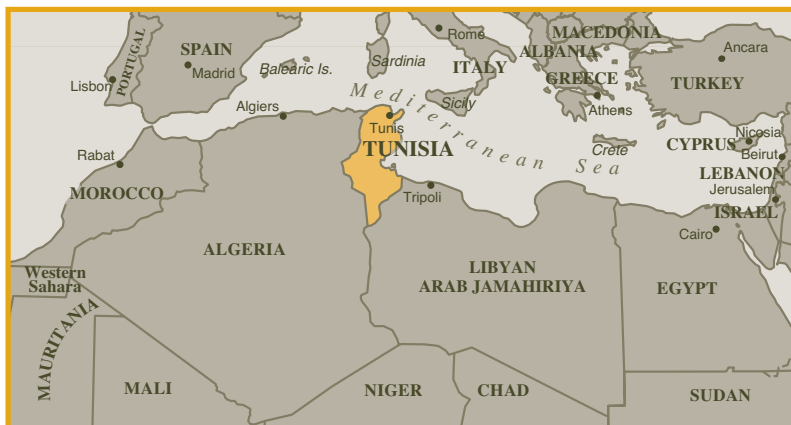 MACEDONIA
Rome
SPAIN
ALBANIA
Ancara
PORTUGAL
Sardinia
ITALY
Madrid
Balearic Is.
GREECE
TURKEY
Lisbon
Mediterranean Sea
Sicily
Algiers
Athens
Tunis
Nicosia
TUNISIA
Crete
CYPRUS
Beirut
Rabat
LEBANON
MOROCCO
Tripoli
Jerusalem
ISRAEL
Cairo
ALGERIA
Western
Sahara
LIBYAN
ARAB JAMAHIRIYA
EGYPT
MAURITANIA
MALI
NIGER
CHAD
SUDAN